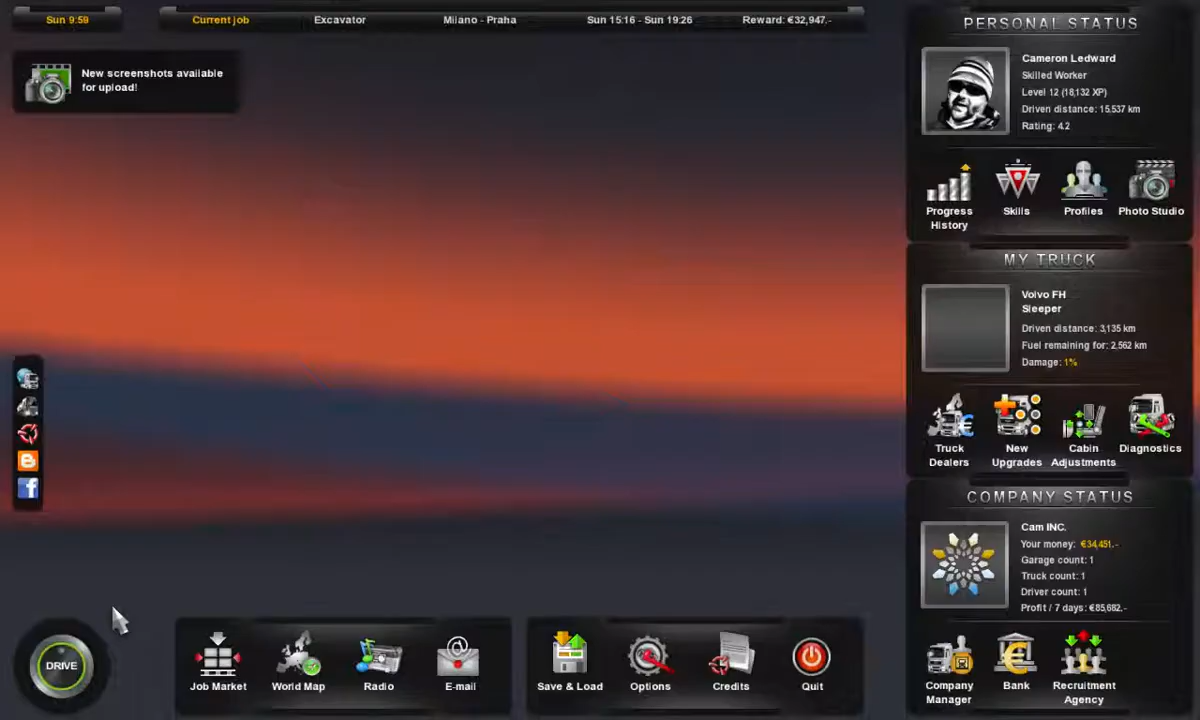 Sun 9:59
Current job Excavator Milano - Praha Sun 15:16 - Sun 19:26 Reward: €32,947.-
New screenshots available
for upload!
PERSONAL STATUS
Cameron Ledward
Skilled Worker
Level 12 (18,132 XP)
Driven distance: 15,537 km
Rating: 4.2
Progress
History
Skills
Profiles
Photo Studio
MY TRUCK
Volvo FH
Sleeper
Driven distance: 3,135 km
Fuel remaining for: 2,562 km
Damage: 1%
Truck
Dealers
New
Upgrades
Cabin
Adjustments
Diagnostics
COMPANY STATUS
Cam INC.
Your money: €34,451.-
Garage count: 1
Truck count: 1
Driver count: 1
Profit / 7 days: €85,682.-
Company
Manager
Bank
Recruitment
Agency
DRIVE
Job Market
World Map
Radio
E-mail
Save & Load
Options
Credits
Quit